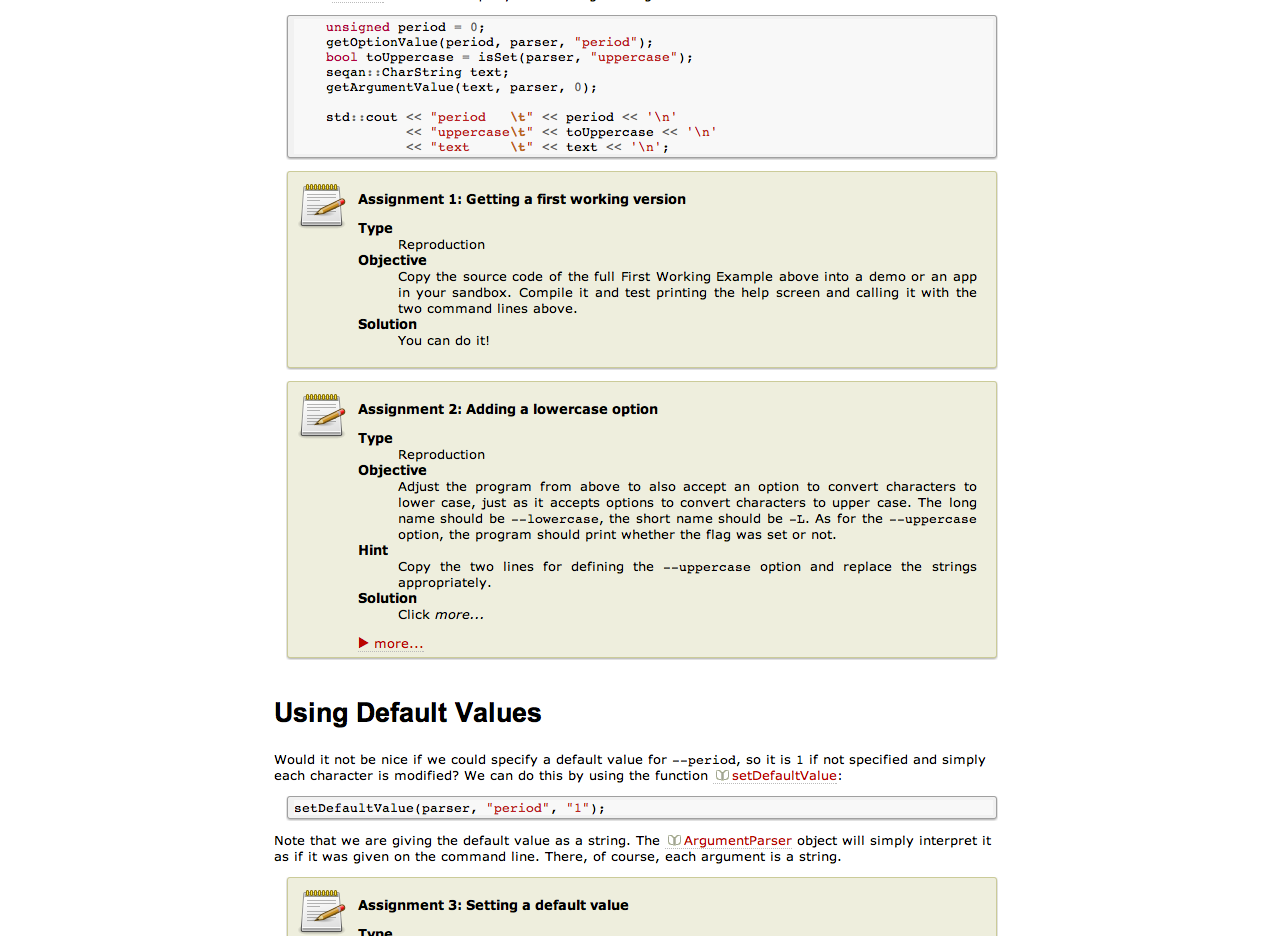 unsigned period = 0;
getOptionValue(period, parser, "period");
bool toUppercase = isSet(parser, "uppercase");
seqan::CharString text;
getArgumentValue(text, parser, 0);
std::cout << "period   \t" << period << '\n'
<< "uppercase\t" << toUppercase << '\n'
<< "text     \t" << text << '\n';
Assignment 1: Getting a first working version
Type
Reproduction
Objective
Copy the source code of the full First Working Example above into a demo or an app
in your sandbox. Compile it and test printing the help screen and calling it with the
two command lines above.
Solution
You can do it!
Assignment 2: Adding a lowercase option
Type
Reproduction
Objective
Adjust the program from above to also accept an option to convert characters to
lower case, just as it accepts options to convert characters to upper case. The long
name should be --lowercase, the short name should be -L. As for the --uppercase
option, the program should print whether the flag was set or not.
Hint
Copy the two lines for defining the --uppercase option and replace the strings
appropriately.
Solution
Click more...
more...
Using Default Values
Would it not be nice if we could specify a default value for --period, so it is 1 if not specified and simply
each character is modified? We can do this by using the function setDefaultValue:
setDefaultValue(parser, "period", "1");
Note that we are giving the default value as a string. The ArgumentParser object will simply interpret it
as if it was given on the command line. There, of course, each argument is a string.
Assignment 3: Setting a default value
Type